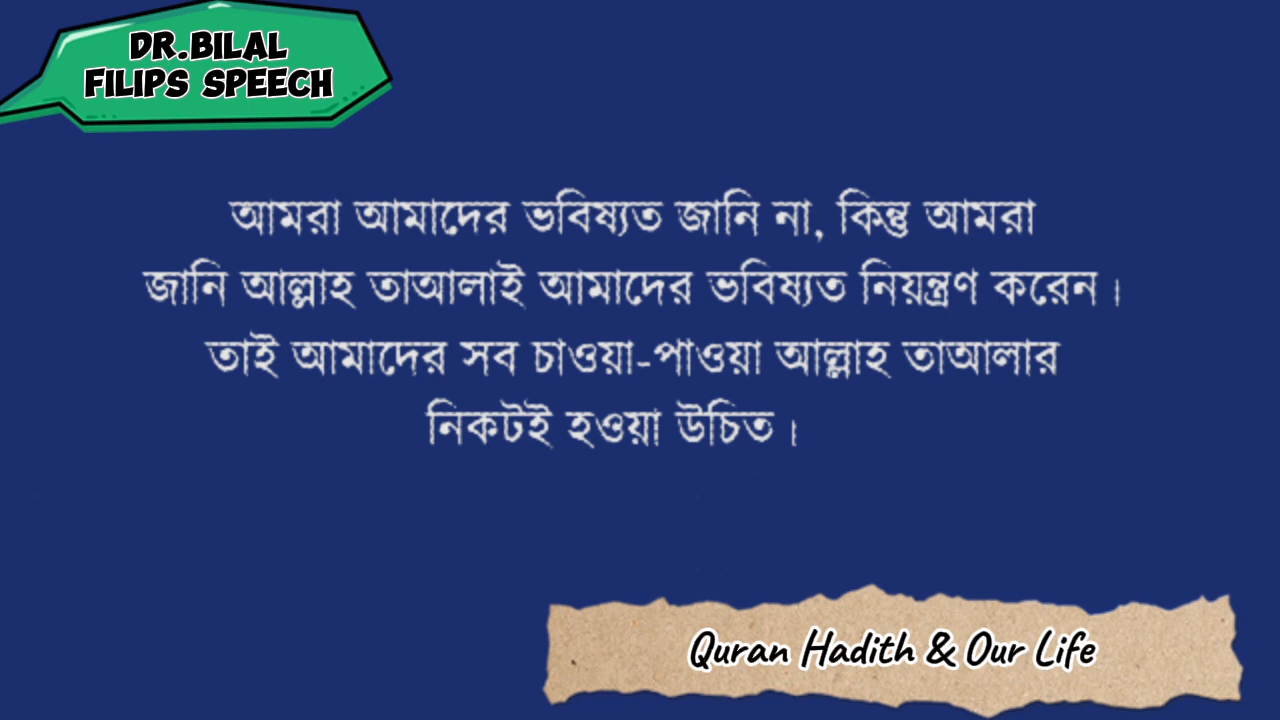 DR.BILAL
FILIPS SPEECH
আমরা আমাদের ভবিষ্যত জানি না, কিন্তু আমরা
জানি আল্লাহ তাআলাই আমাদের ভবিষ্যত নিয়ন্ত্রণ করেন।
তাই আমাদের সব চাওয়া-পাওয়া আল্লাহ তাআলার
নিকটই হওয়া উচিত।
Quran Hadith & Our Life